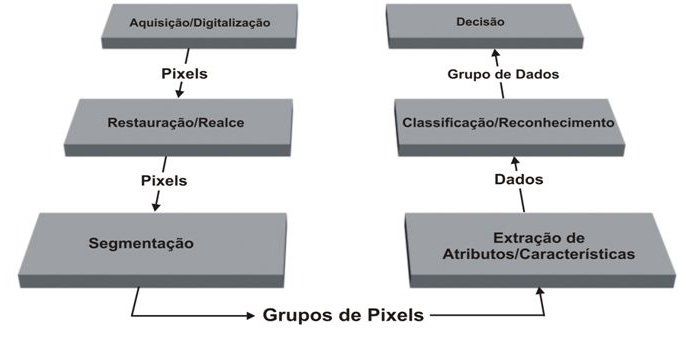 Aquisição/Digitalização
Pixels
Restauração/Realce
Pixels
Segmentação
Grupos de Pixels
Extração de
Atributos/Características
Dados
Classificação/Reconhecimento
Grupo de Dados
Decisão